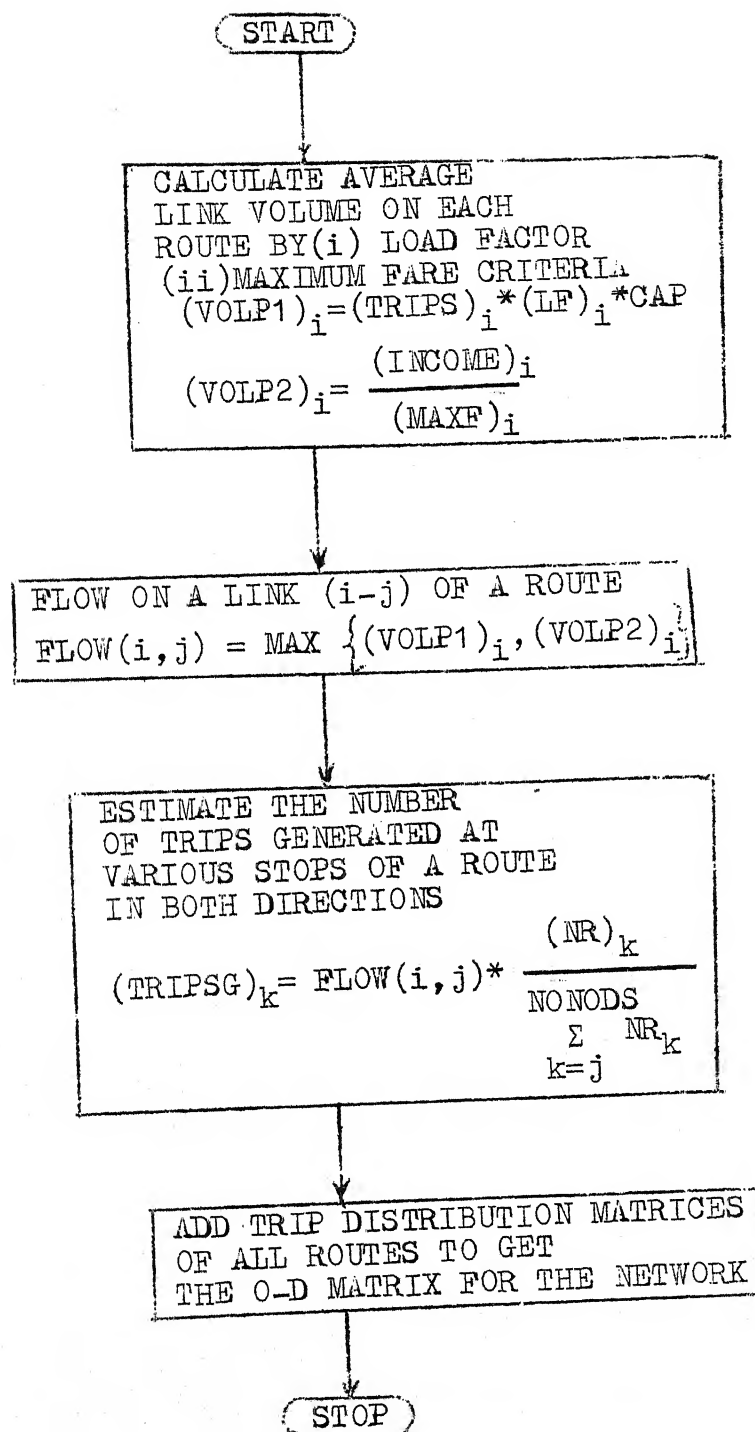 START
CALCULATE AVERAGE
LINK VOLUME ON EACH
ROUTE BY(i) LOAD FACTOR
(ii)MAXIMUM FARE CRITERIA
(VOLP1)i=(TRIPS)i*(LF)i*CAP
(VOLP2)i= (INCOME)i
(MAXF)i
FLOW ON A LINK (i-j) OF A ROUTE
FLOW(i,j) = MAX {(VOLP1)i,(VOLP2)i}
ESTIMATE THE NUMBER
OF TRIPS GENERATED AT
VARIOUS STOPS OF A ROUTE
IN BOTH DIRECTIONS
(NR)k
(TRIPSG)k= FLOW(i,j)*
NONODS
Σ NRk
k=j
ADD TRIP DISTRIBUTION MATRICES
OF ALL ROUTES TO GET
THE O-D MATRIX FOR THE NETWORK
STOP